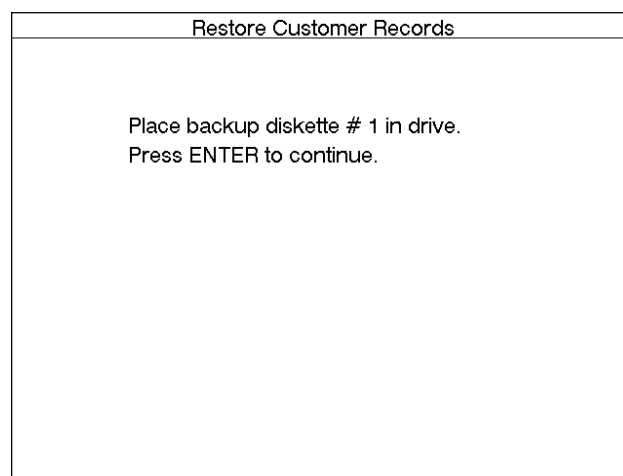 Restore Customer Records
Place backup diskette # 1 in drive.
Press ENTER to continue.